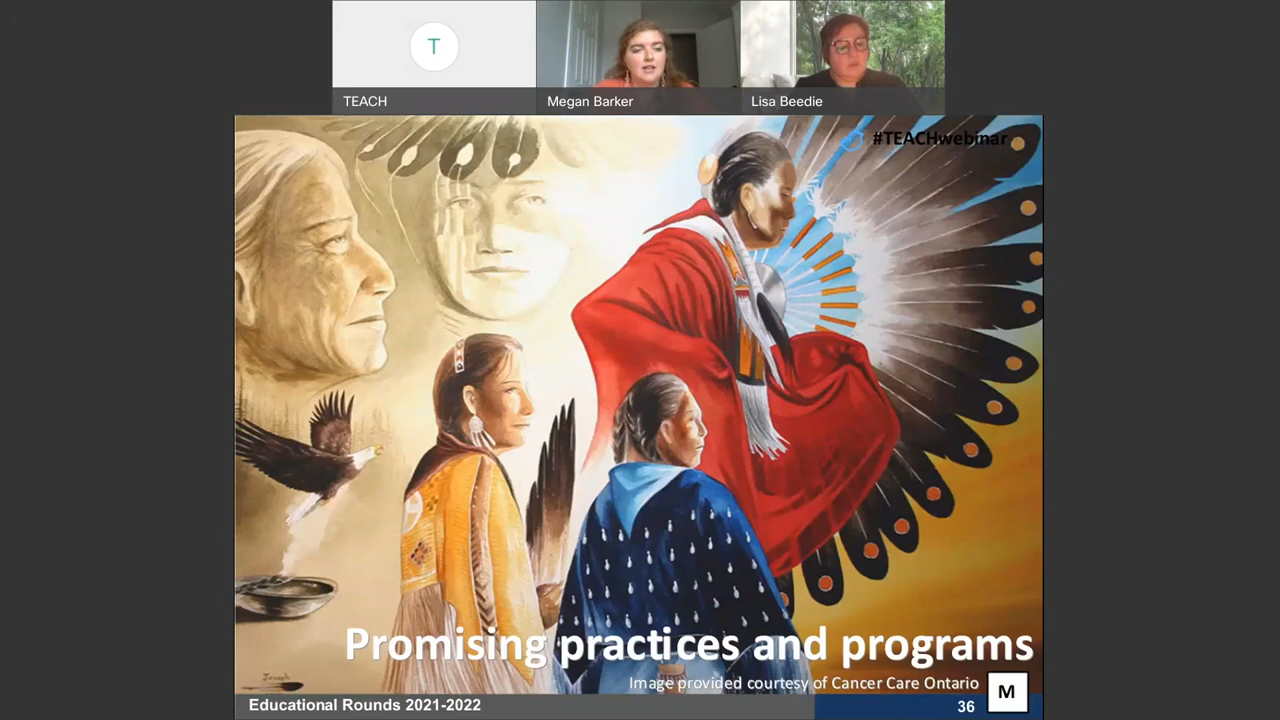 T
TEACH
Megan Barker
Lisa Beedie
#TEACHwebinar
Promising practices and programs
Image provided courtesy of Cancer Care Ontario
M
Educational Rounds 2021-2022
36